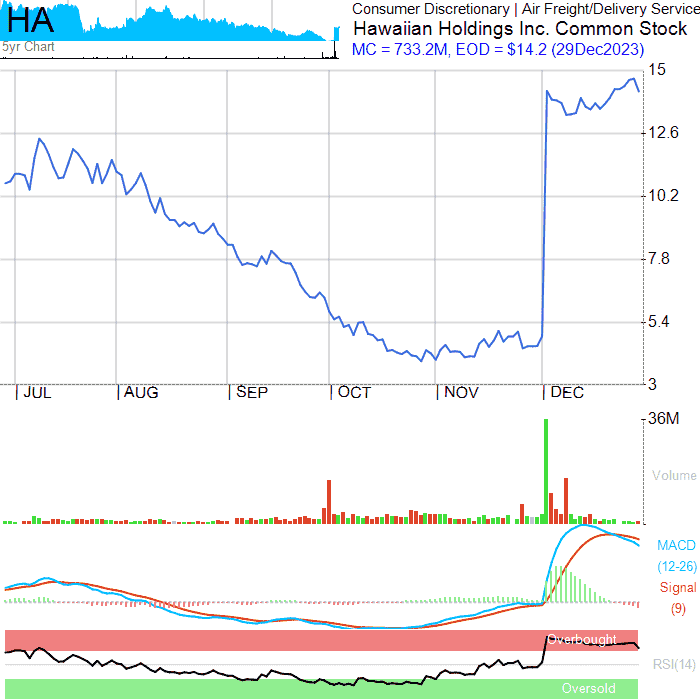 HA
5yr Chart
Consumer Discretionary | Air Freight/Delivery Service
Hawaiian Holdings Inc. Common Stock
MC = 733.2M, EOD = $14.2 (29Dec2023)
15
12.6
10.2
7.8
5.4
3
JUL AUG SEP OCT NOV DEC
36M
Volume
MACD
(12-26)
Signal
(9)
Overbought
RSI(14)
Oversold